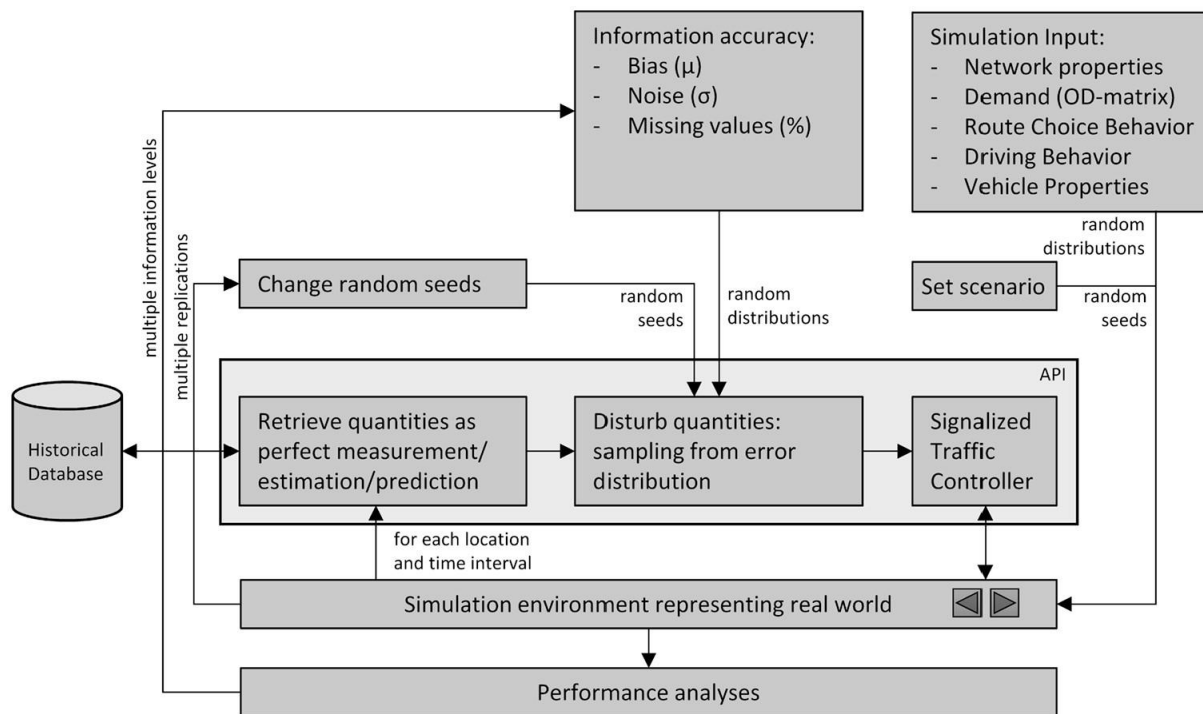 Information accuracy:
- Bias (μ)
- Noise (σ)
- Missing values (%)
Simulation Input:
- Network properties
- Demand (OD-matrix)
- Route Choice Behavior
- Driving Behavior
- Vehicle Properties
multiple information levels
multiple replications
Change random seeds
random
seeds
random
distributions
random
distributions
Set scenario
random
seeds
API
Historical
Database
Retrieve quantities as
perfect measurement/
estimation/prediction
Disturb quantities:
sampling from error
distribution
Signalized
Traffic
Controller
for each location
and time interval
Simulation environment representing real world
Performance analyses